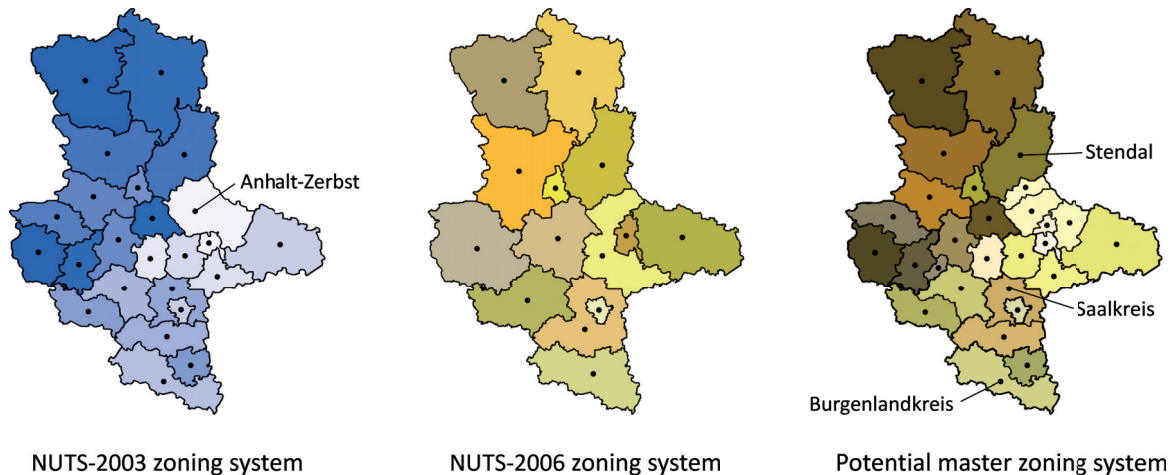 Anhalt-Zerbst
Stendal
Saalkreis
Burgenlandkreis
NUTS-2003 zoning system
NUTS-2006 zoning system
Potential master zoning system